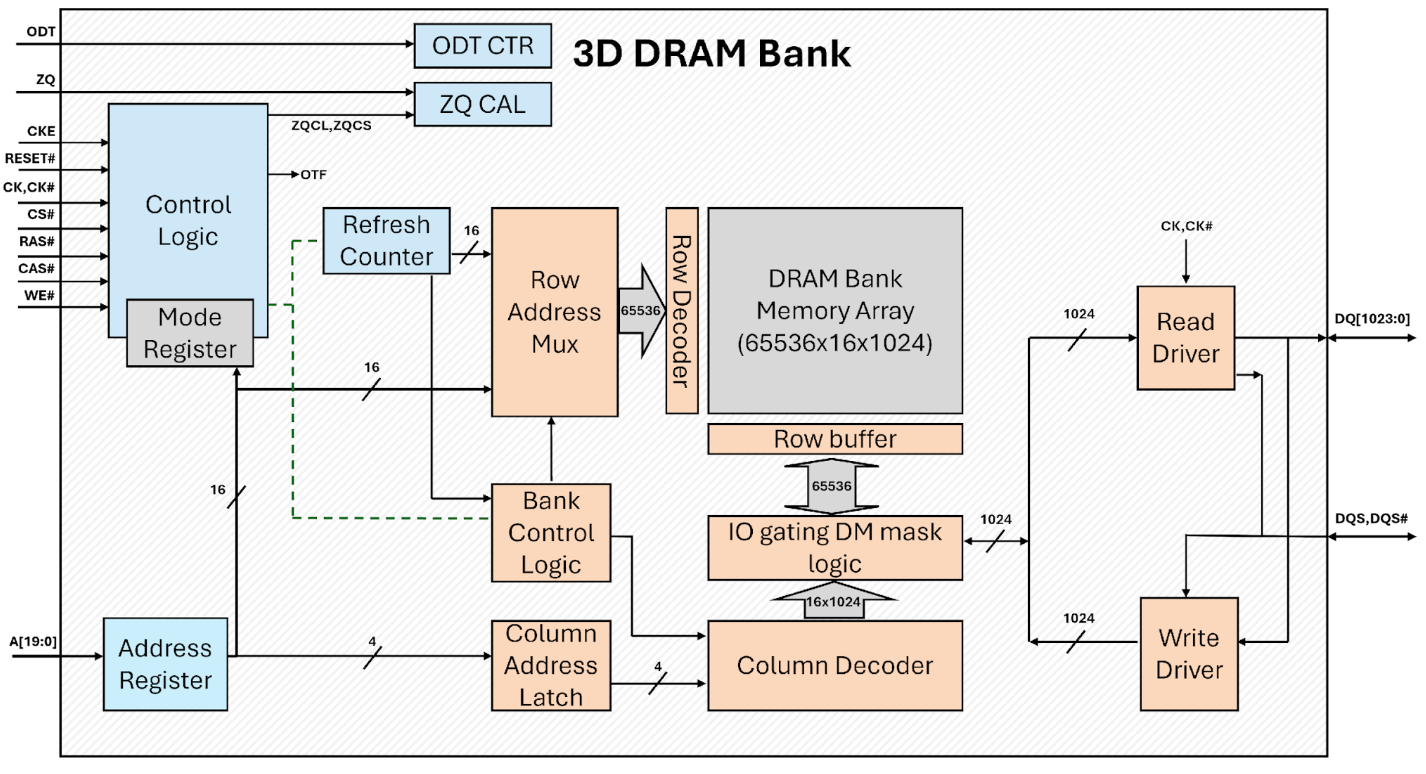 ODT
ODT CTR
3D DRAM Bank
ZQ
ZQ CAL
ZQCL,ZQCS
CKE
RESET#
OTF
CK,CK#
CS#
RAS#
CAS#
WE#
Control
Logic
Mode
Register
Refresh
Counter
16
Row
Address
Mux
65536
Row Decoder
DRAM Bank
Memory Array
(65536x16x1024)
CK,CK#
1024
Read
Driver
DQ[1023:0]
16
Row buffer
65536
16
Bank
Control
Logic
IO gating DM mask
logic
1024
DQS,DQS#
16x1024
A[19:0]
Address
Register
4
Column
Address
Latch
4
Column Decoder
1024
Write
Driver